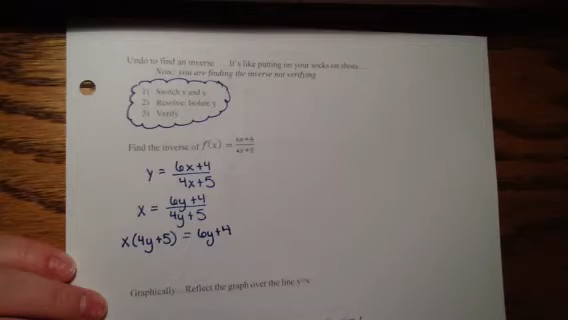 Undo to find an inverse .... It's like putting on your socks on shoes...
Note: you are finding the inverse not verifying
1) Switch x and y
2) Resolve: Isolate y
3) Verify
Find the inverse of f(x) = 6x+4/4x+5
y = 6x+4/4x+5
x = 6y+4/4y+5
x(4y+5) = 6y+4
Graphically...Reflect the graph over the line y=x